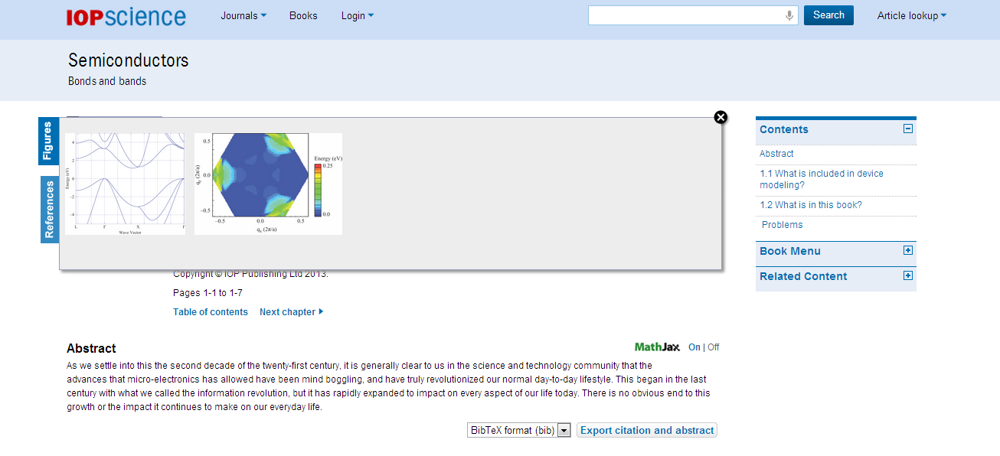 IOPscience
Journals
Books
Login
Search
Article lookup
Semiconductors
Bonds and bands
Figures
References
Energy (eV)
4
2
0
-2
-4
L
Γ
X
Γ
Wave Vector
0.5
0.0
-0.5
qy (2π/a)
-0.5
0.0
0.5
qx (2π/a)
Energy (eV)
0.25
0.0
Copyright © IOP Publishing Ltd 2013.
Pages 1-1 to 1-7
Table of contents
Next chapter
Contents
Abstract
1.1 What is included in device
modeling?
1.2 What is in this book?
Problems
Book Menu
Related Content
Abstract
MathJax On | Off
As we settle into this the second decade of the twenty-first century, it is generally clear to us in the science and technology community that the
advances that micro-electronics has allowed have been mind boggling, and have truly revolutionized our normal day-to-day lifestyle. This began in the last
century with what we called the information revolution, but it has rapidly expanded to impact on every aspect of our life today. There is no obvious end to this
growth or the impact it continues to make on our everyday life.
BibTeX format (bib)
Export citation and abstract